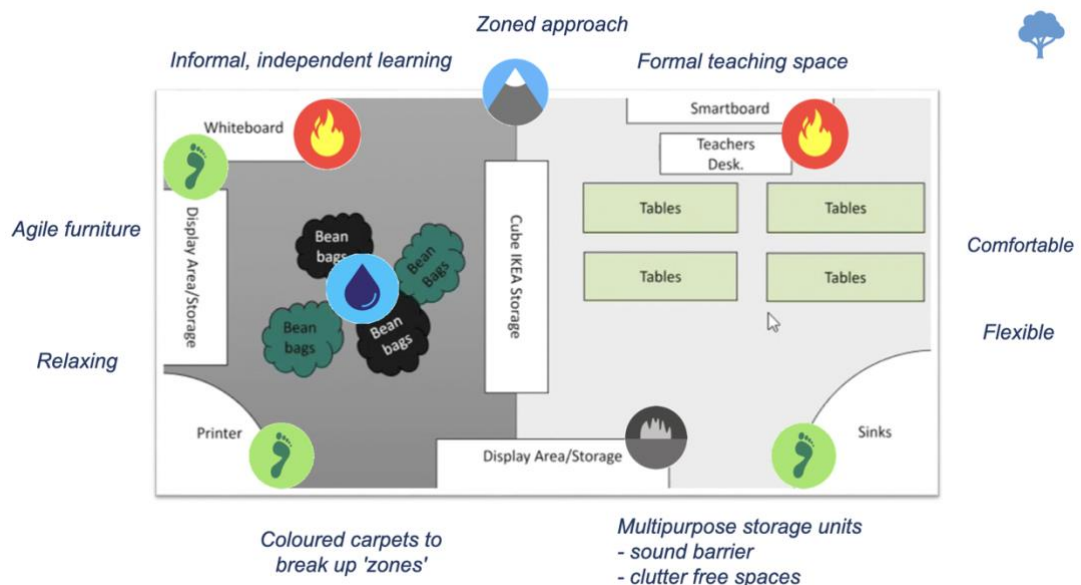 Zoned approach
Informal, independent learning
Formal teaching space
Whiteboard
Smartboard
Teachers
Desk.
Display Area/Storage
Bean
bags
Bean
Bags
Bean
bags
Bean
bags
Cube IKEA Storage
Tables
Tables
Tables
Tables
Agile furniture
Relaxing
Comfortable
Flexible
Printer
Display Area/Storage
Sinks
Coloured carpets to
break up 'zones'
Multipurpose storage units
- sound barrier
- clutter free spaces